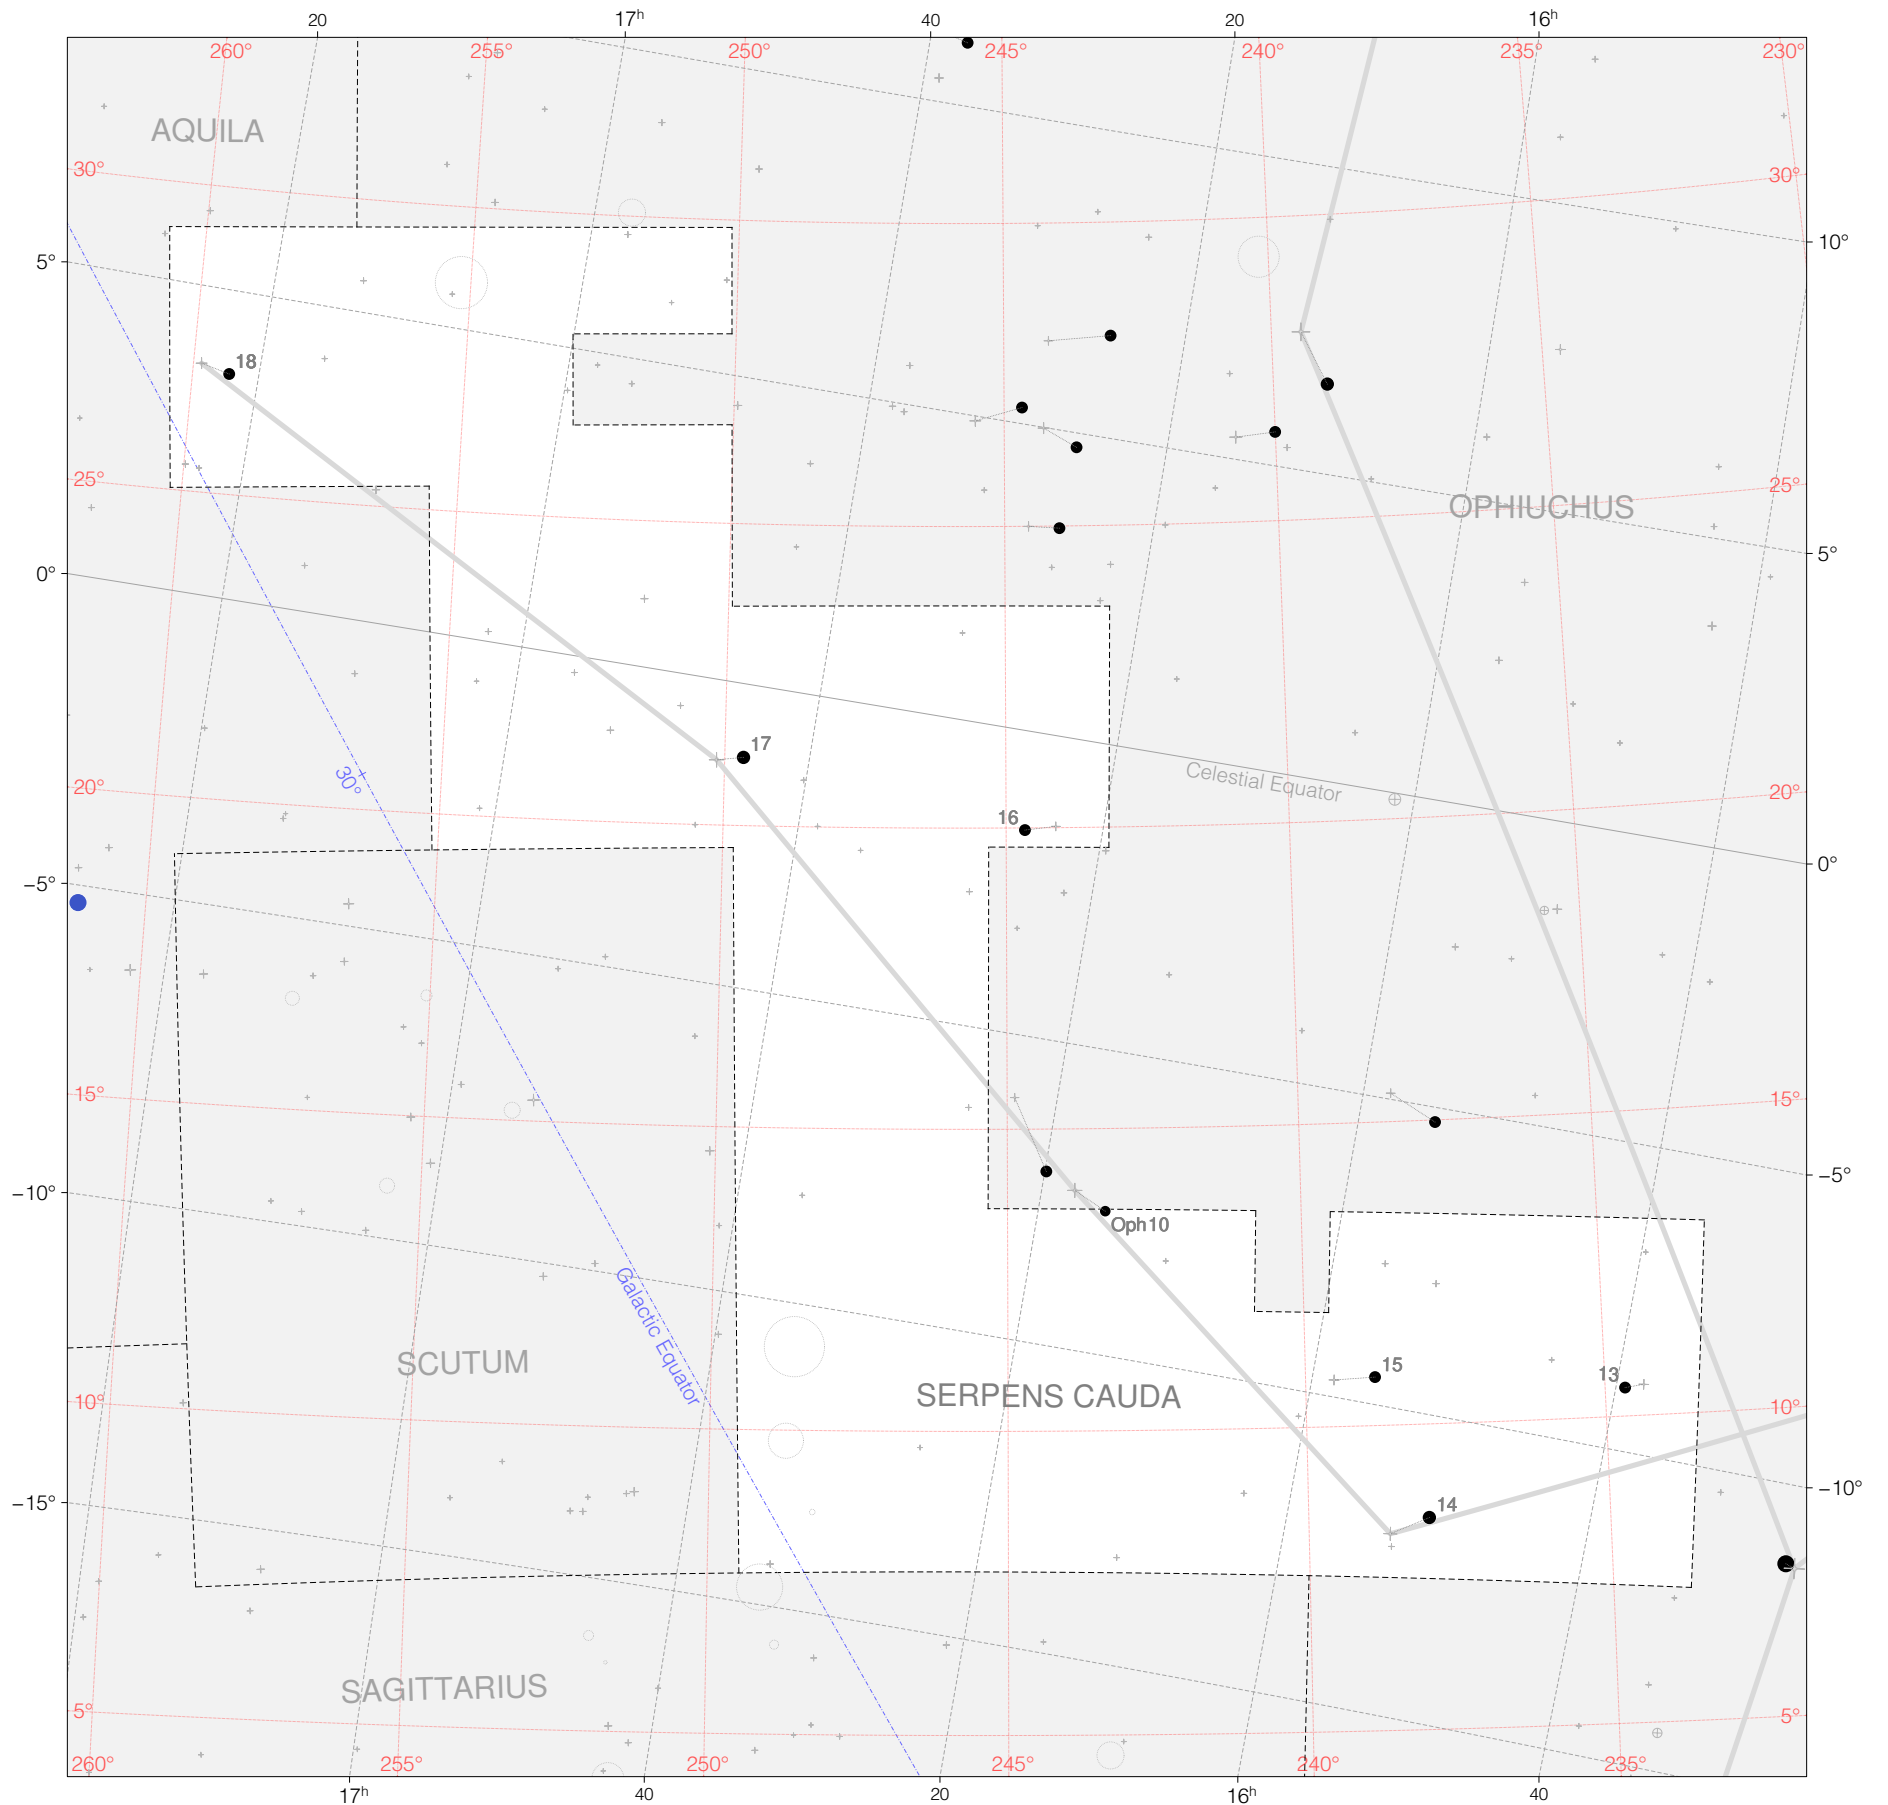 20 17h 40 20 16h
260° 255° 250° 245° 240° 235° 230°
AQUILA
30° 30°
10°
5°
18
25° 25°
OPHIUCHUS
5°
0°
17
Celestial Equator
30°
20° 20°
16
0°
−5°
15° 15°
−5°
−10°
Oph10
Galactic Equator
SCUTUM
15
13
SERPENS CAUDA
10° 10°
−10°
−15°
14
SAGITTARIUS
5° 5°
260° 255° 250° 245° 240° 235°
17h 40 20 16h 40